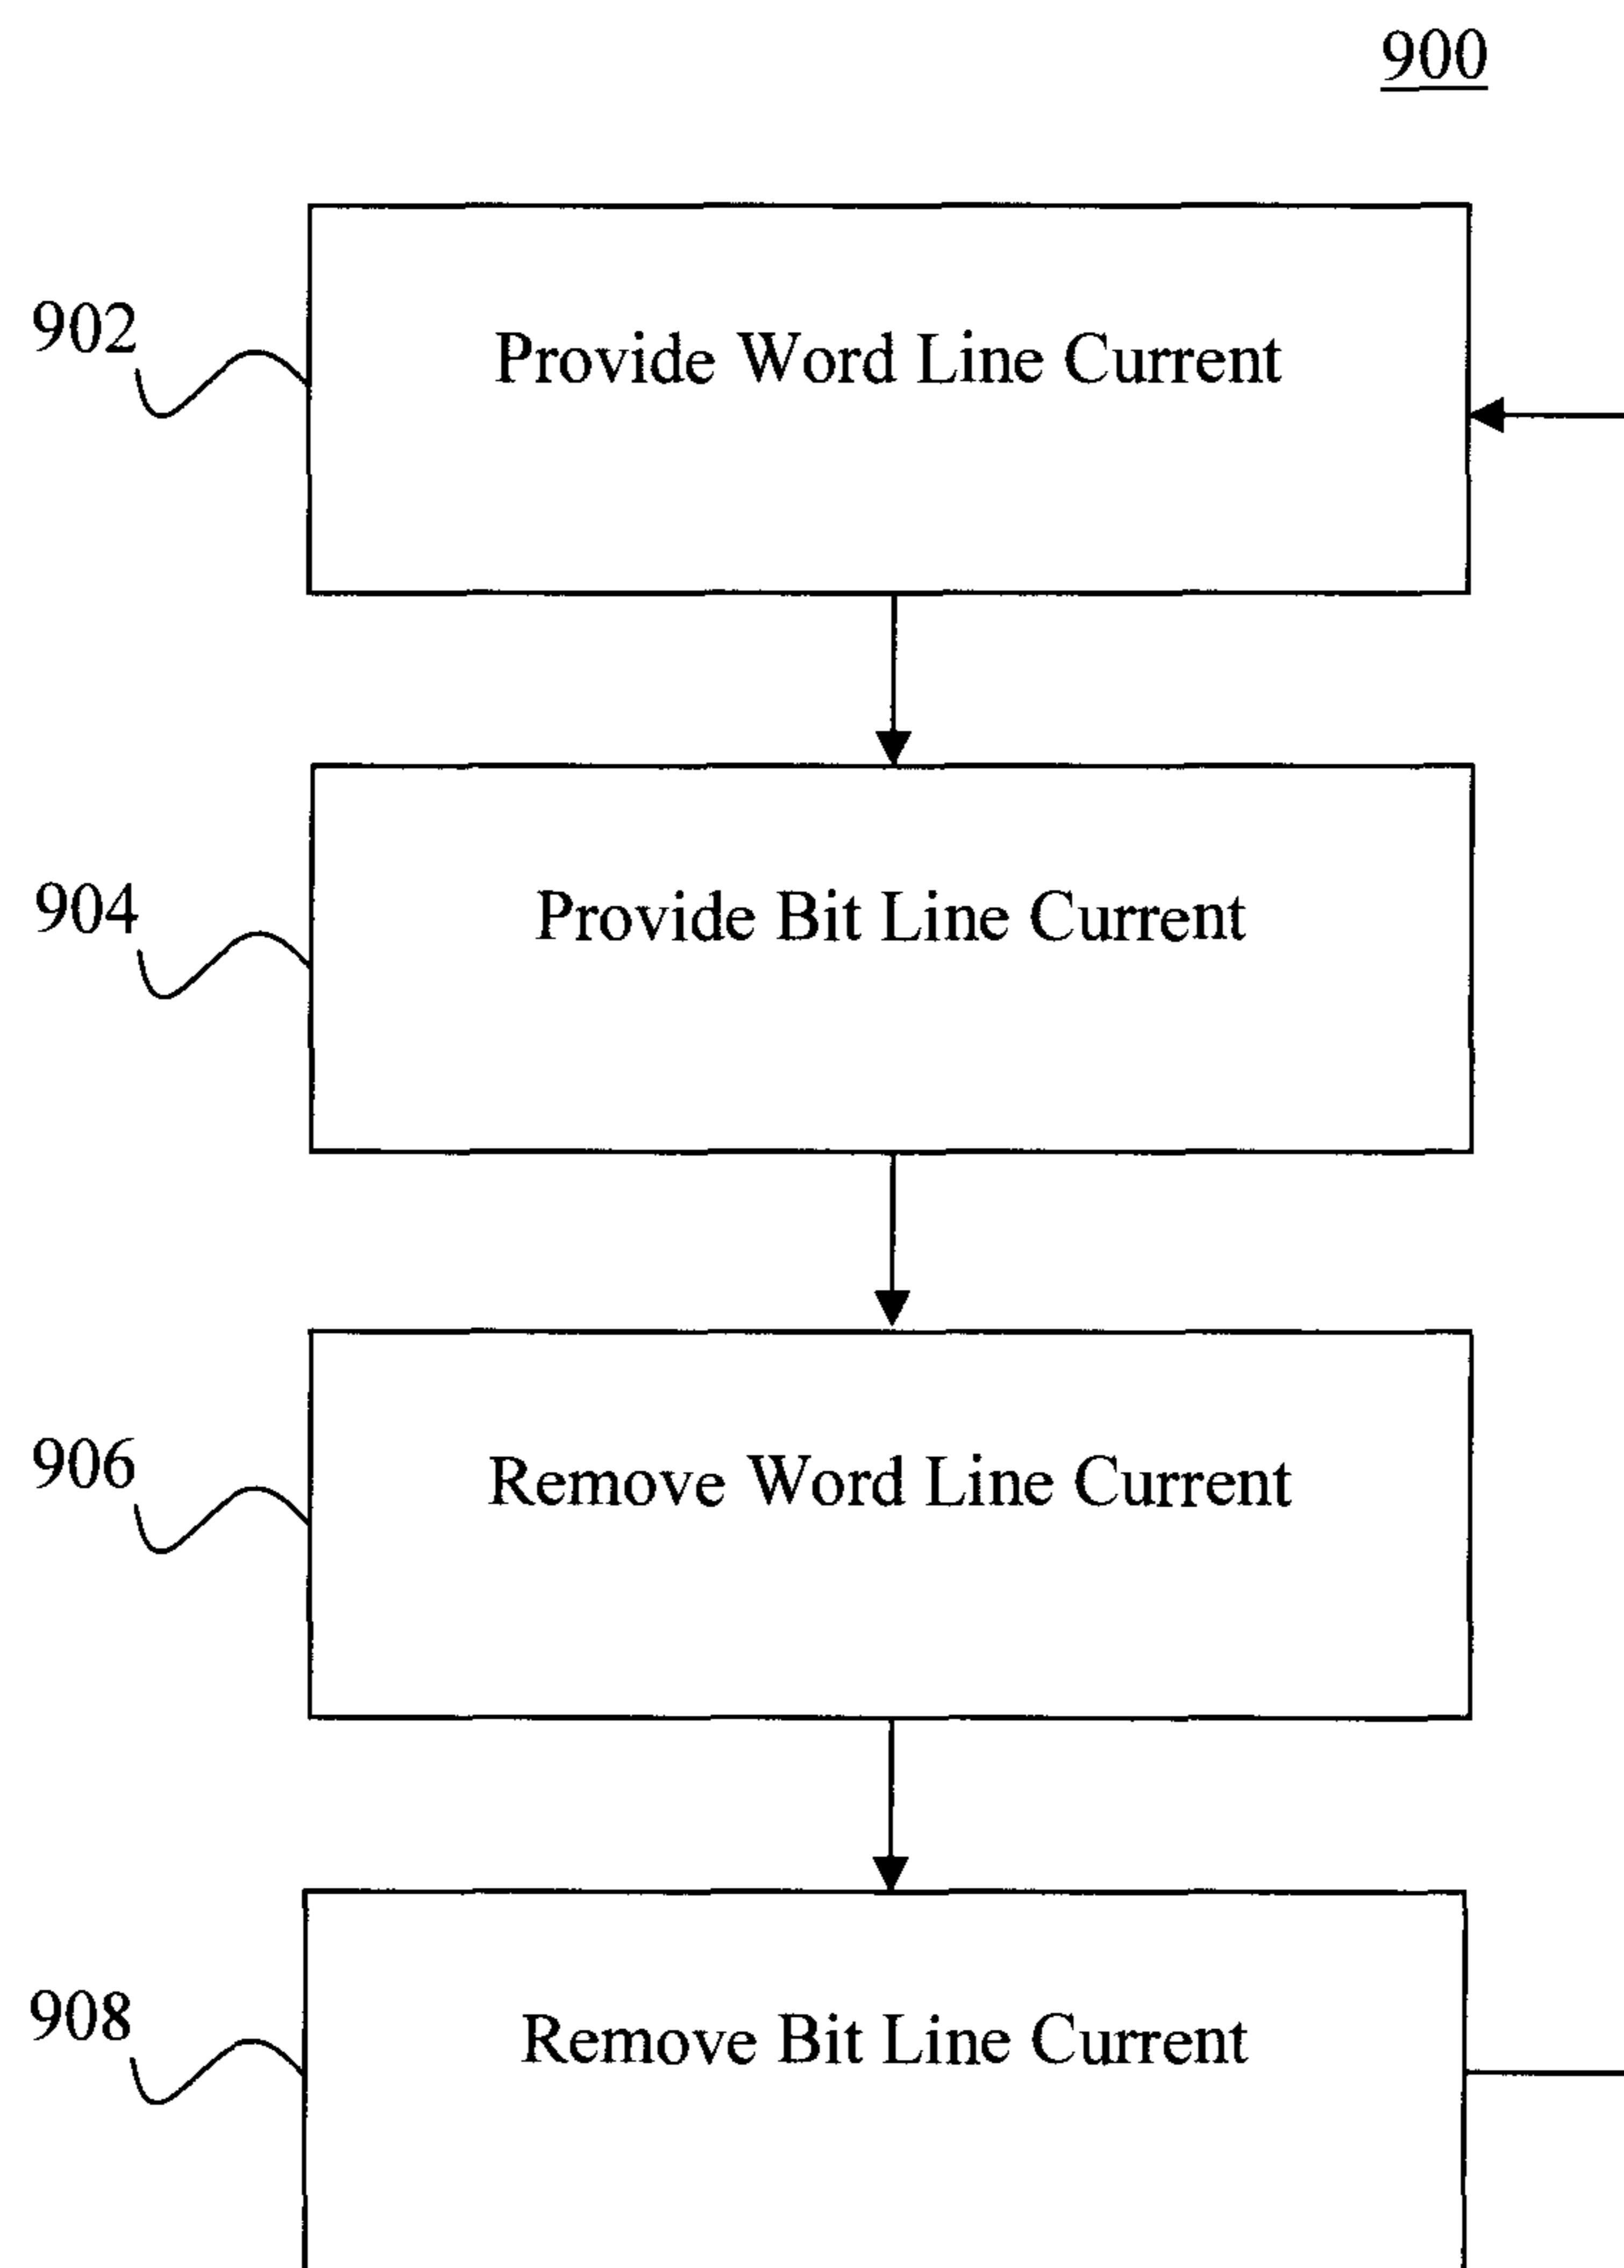 900
902
Provide Word Line Current
904
Provide Bit Line Current
906
Remove Word Line Current
908
Remove Bit Line Current